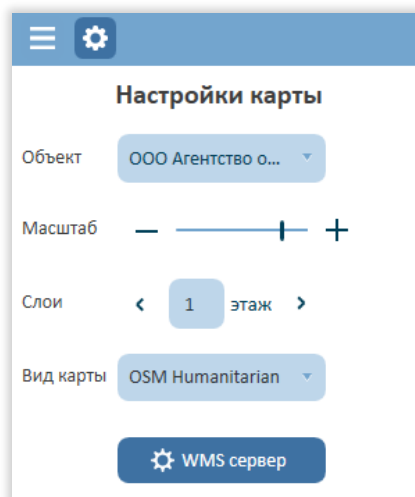 Настройки карты
Объект ООО Агентство о...
Масштаб
Слои 1 этаж
Вид карты OSM Humanitarian
WMS сервер